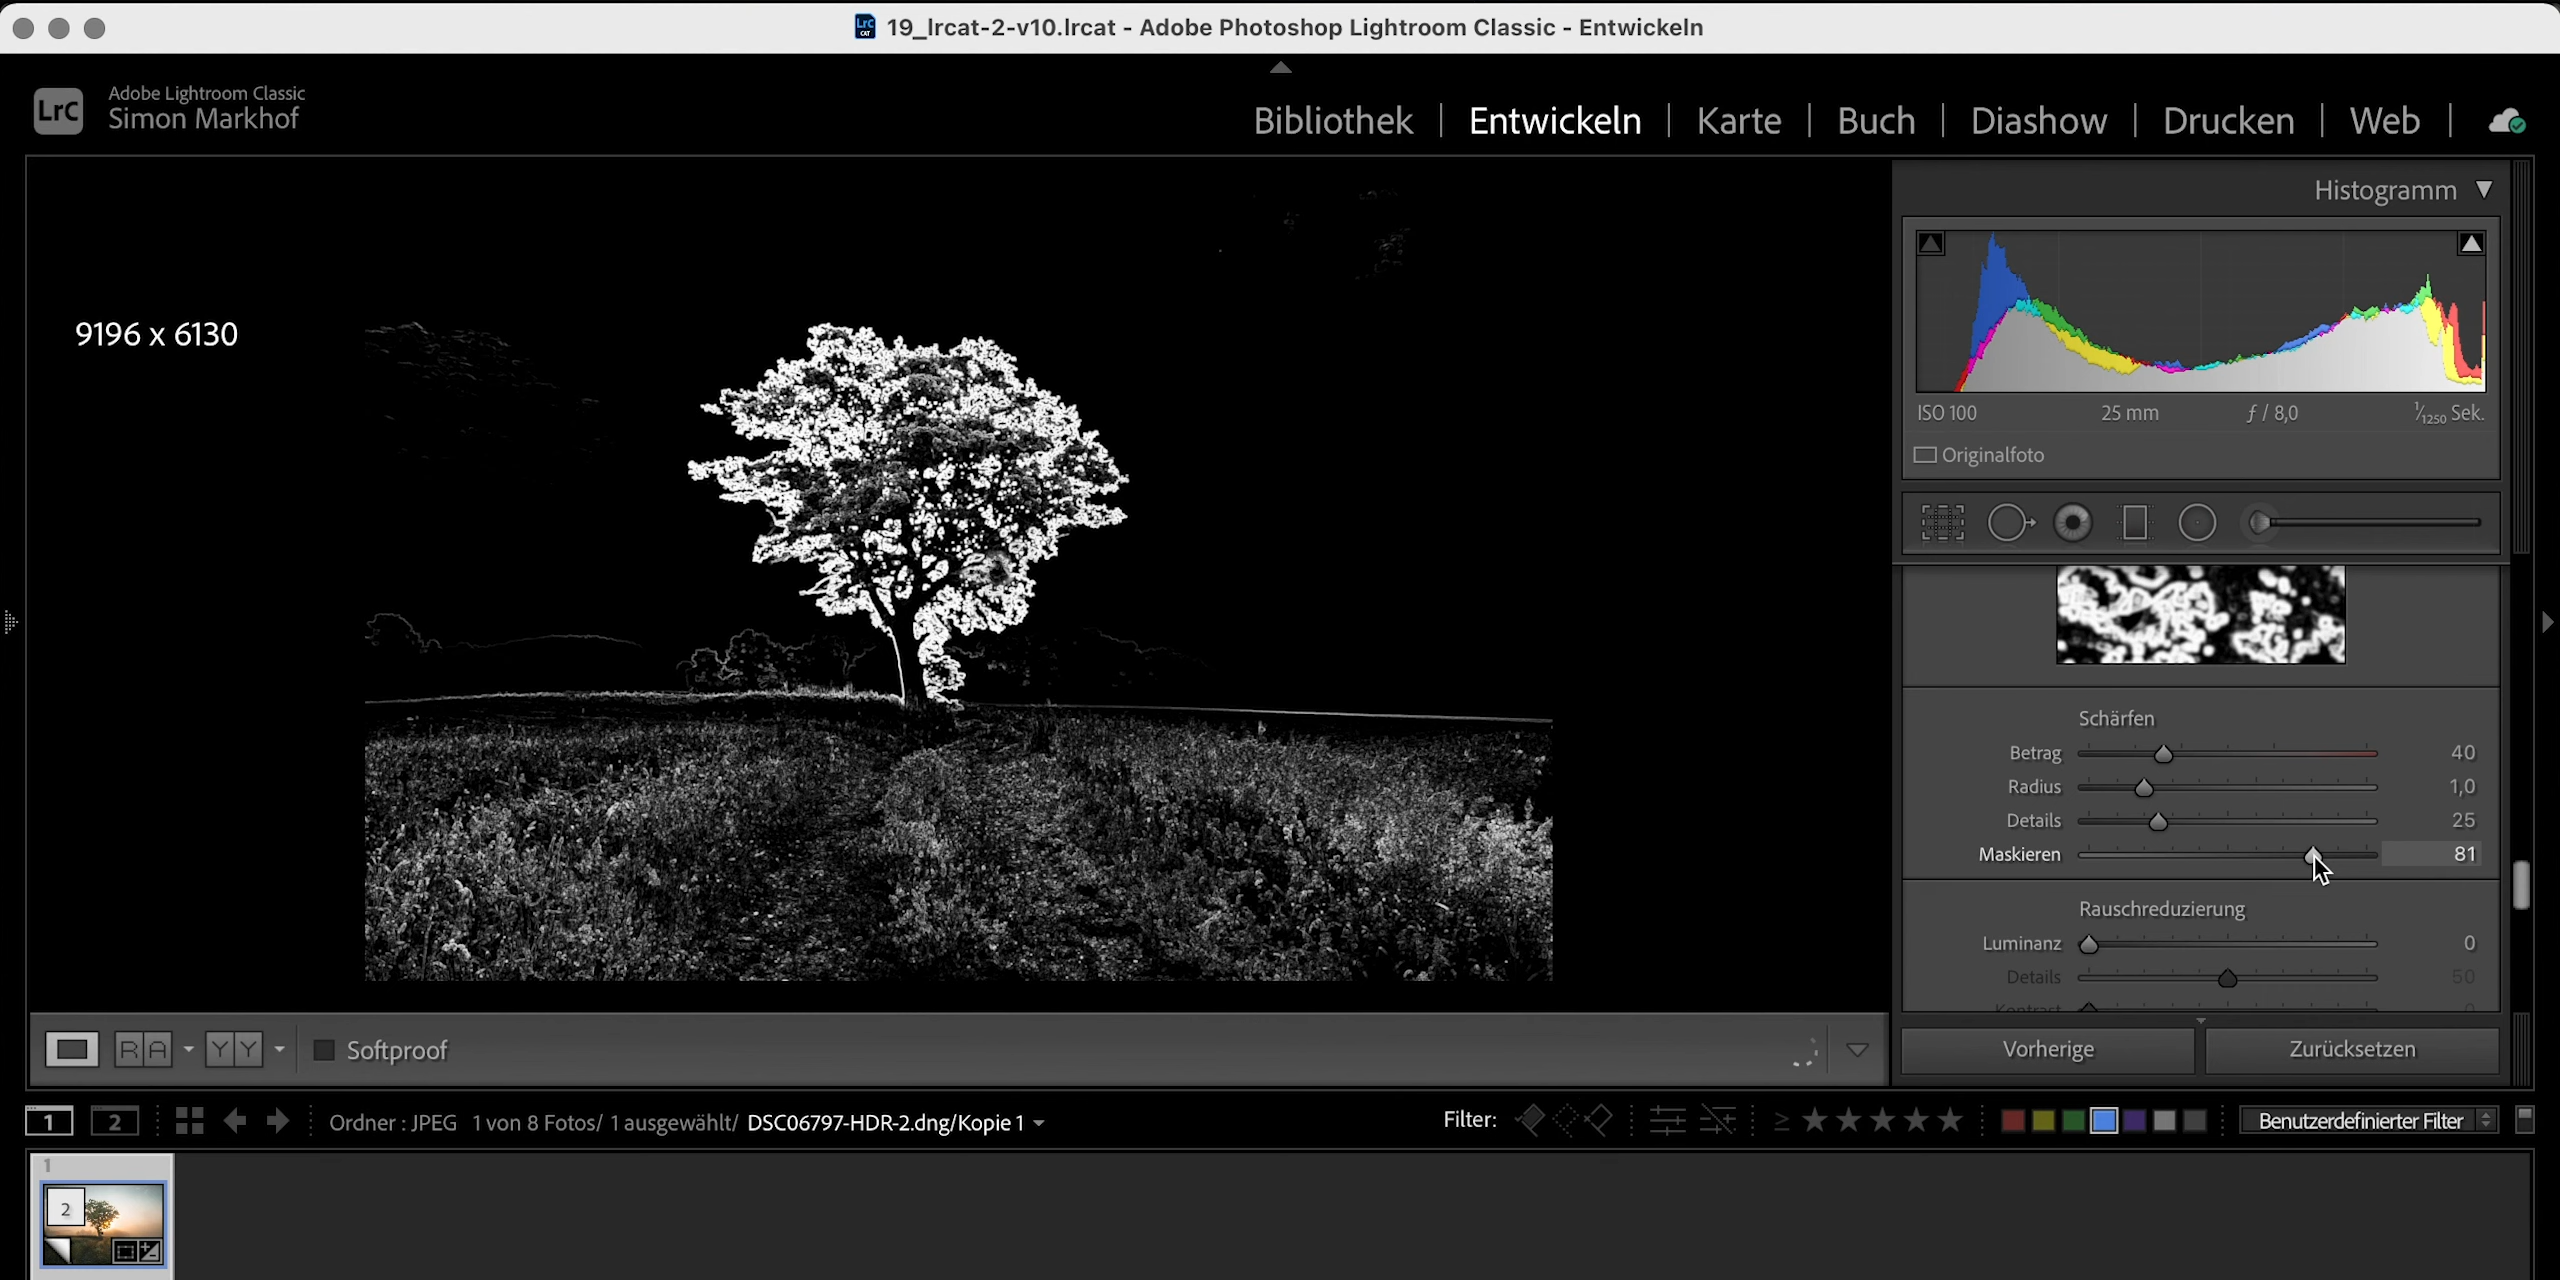 19_lrcat-2-v10.lrcat - Adobe Photoshop Lightroom Classic - Entwickeln
LrC
Adobe Lightroom Classic
Simon Markhof
Bibliothek | Entwickeln | Karte | Buch | Diashow | Drucken | Web |
Histogramm
9196 x 6130
ISO 100 25 mm ƒ / 8,0 1/1250 Sek.
Originalfoto
Schärfen
Betrag 40
Radius 1,0
Details 25
Maskieren 81
Rauschreduzierung
Luminanz 0
Details 50
Kontrast 0
R A Y Y Softproof
Vorherige Zurücksetzen
1 2 Ordner : JPEG 1 von 8 Fotos/ 1 ausgewählt/ DSC06797-HDR-2.dng/Kopie 1 Filter: ≥ Benutzerdefinierter Filter
1
2